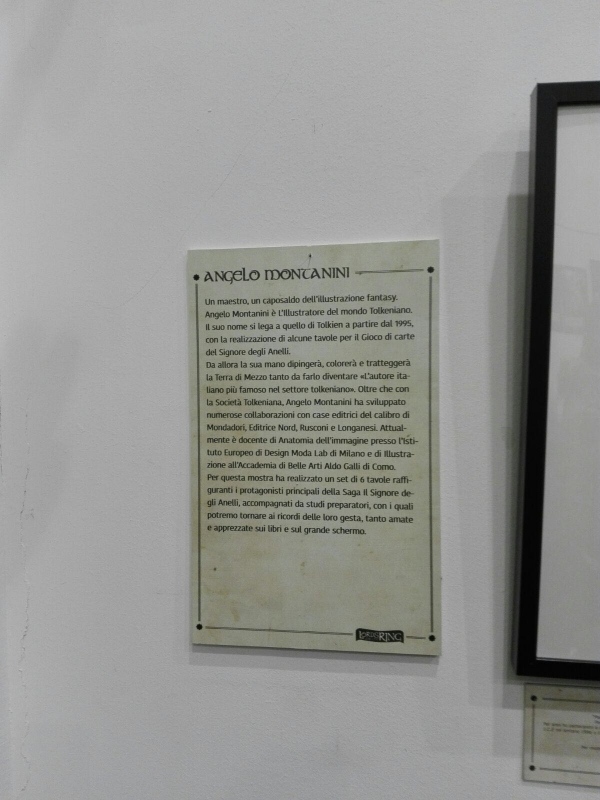 ANGELO MONTANINI
Un maestro, un caposaldo dell'illustrazione fantasy.
Angelo Montanini è L'Illustratore del mondo Tolkeniano.
Il suo nome si lega a quello di Tolkien a partire dal 1995,
con la realizzazione di alcune tavole per il Gioco di carte
del Signore degli Anelli.
Da allora la sua mano dipingerà, colorerà e tratteggerà
la Terra di Mezzo tanto da farlo diventare «L'autore ita-
liano più famoso nel settore tolkeniano». Oltre che con
la Società Tolkeniana, Angelo Montanini ha sviluppato
numerose collaborazioni con case editrici del calibro di
Mondadori, Editrice Nord, Rusconi e Longanesi. Attual-
mente è docente di Anatomia dell'immagine presso l'Isti-
tuto Europeo di Design Moda Lab di Milano e di Illustra-
zione all'Accademia di Belle Arti Aldo Galli di Como.
Per questa mostra ha realizzato un set di 6 tavole raffi-
guranti i protagonisti principali della Saga Il Signore de-
gli Anelli, accompagnati da studi preparatori, con i quali
potremo tornare ai ricordi delle loro gesta, tanto amate
e apprezzate sui libri e sul grande schermo.
RING